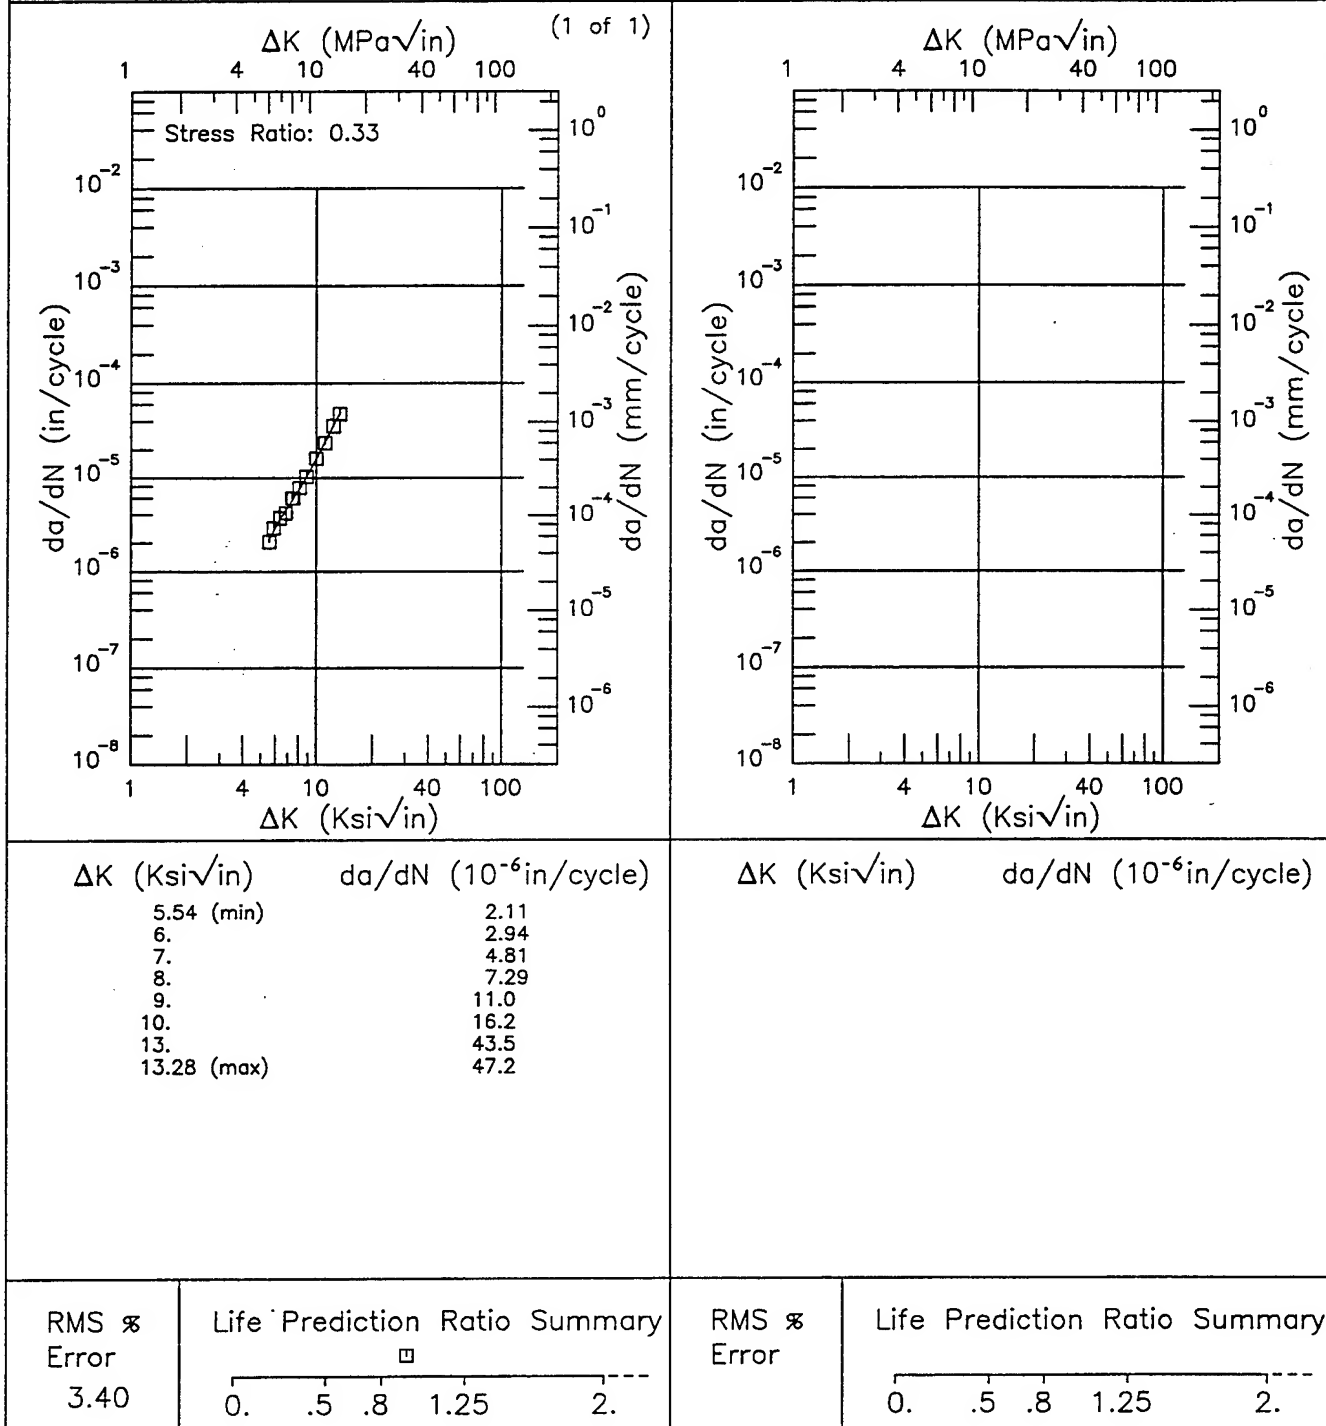 (1 of 1)
ΔK (MPa√in)
1 4 10 40 100
Stress Ratio: 0.33
da/dN (in/cycle)
10⁻²
10⁻³
10⁻⁴
10⁻⁵
10⁻⁶
10⁻⁷
10⁻⁸
10⁰
10⁻¹
10⁻²
10⁻³
10⁻⁴
10⁻⁵
10⁻⁶
da/dN (mm/cycle)
1 4 10 40 100
ΔK (Ksi√in)
ΔK (MPa√in)
1 4 10 40 100
da/dN (in/cycle)
10⁻²
10⁻³
10⁻⁴
10⁻⁵
10⁻⁶
10⁻⁷
10⁻⁸
10⁰
10⁻¹
10⁻²
10⁻³
10⁻⁴
10⁻⁵
10⁻⁶
da/dN (mm/cycle)
1 4 10 40 100
ΔK (Ksi√in)
ΔK (Ksi√in) da/dN (10⁻⁶in/cycle)
5.54 (min) 2.11
6. 2.94
7. 4.81
8. 7.29
9. 11.0
10. 16.2
13. 43.5
13.28 (max) 47.2
ΔK (Ksi√in) da/dN (10⁻⁶in/cycle)
RMS %
Error
3.40
Life Prediction Ratio Summary
0. .5 .8 1.25 2.
RMS %
Error
Life Prediction Ratio Summary
0. .5 .8 1.25 2.